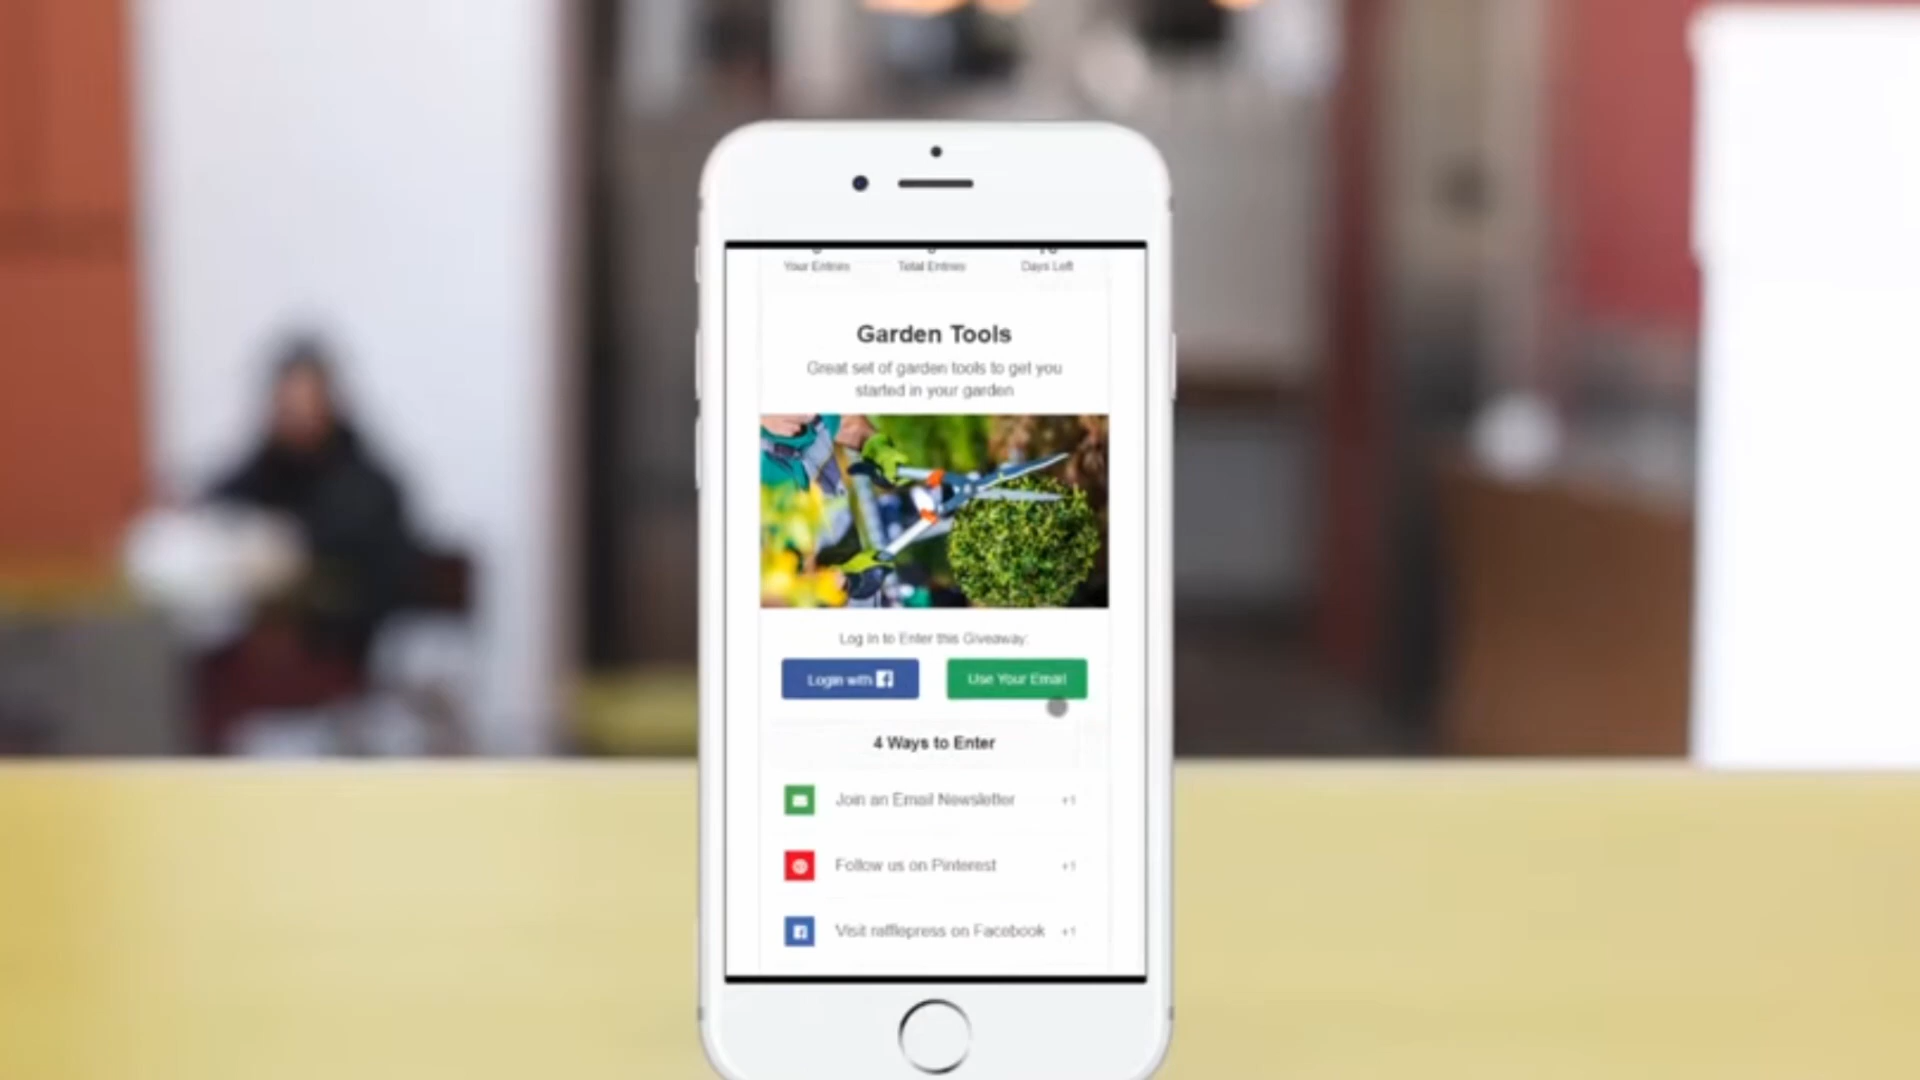 Your Entries Total Entries Days Left
Garden Tools
Great set of garden tools to get you
started in your garden
Log In to Enter this Giveaway:
Login with
Use Your Email
4 Ways to Enter
Join an Email Newsletter +1
Follow us on Pinterest +1
Visit rafflepress on Facebook +1